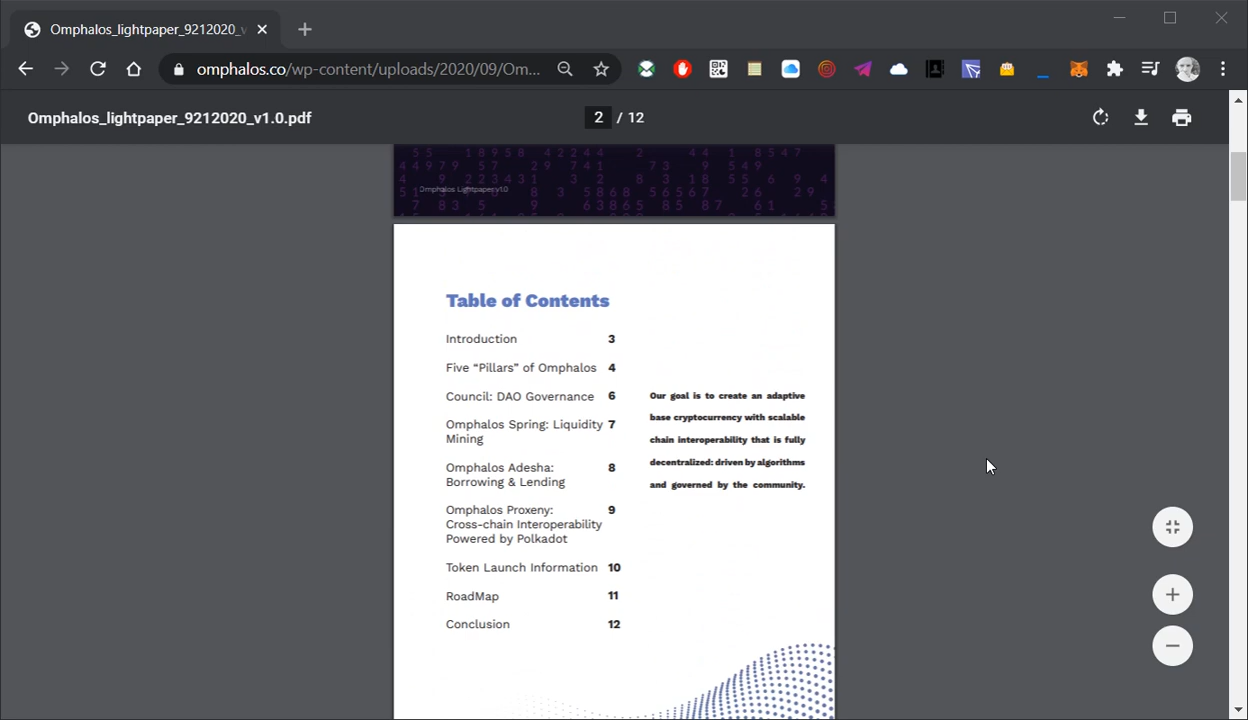 Omphalos_lightpaper_9212020_v
omphalos.co/wp-content/uploads/2020/09/Om...
Omphalos_lightpaper_9212020_v1.0.pdf
2 / 12
Omphalos Lightpaper v1.0
Table of Contents
Introduction 3
Five “Pillars” of Omphalos 4
Council: DAO Governance 6
Omphalos Spring: Liquidity 7
Mining
Omphalos Adesha: 8
Borrowing & Lending
Omphalos Proxeny: 9
Cross-chain Interoperability
Powered by Polkadot
Token Launch Information 10
RoadMap 11
Conclusion 12
Our goal is to create an adaptive
base cryptocurrency with scalable
chain interoperability that is fully
decentralized: driven by algorithms
and governed by the community.